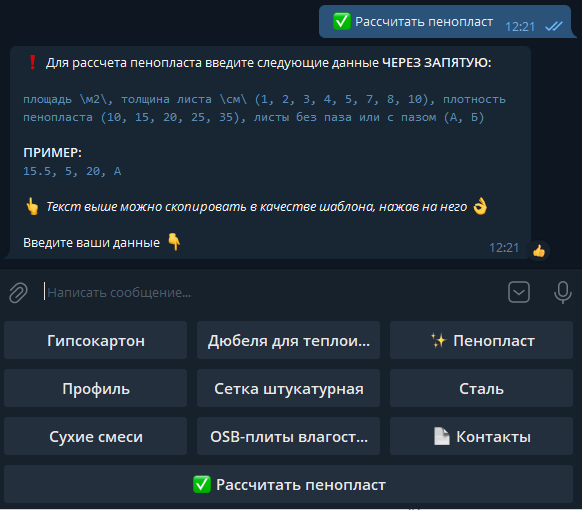 ✅ Рассчитать пенопласт 12:21
❗ Для рассчета пенопласта введите следующие данные ЧЕРЕЗ ЗАПЯТУЮ:
площадь \м2\, толщина листа \см\ (1, 2, 3, 4, 5, 7, 8, 10), плотность
пенопласта (10, 15, 20, 25, 35), листы без паза или с пазом (А, Б)
ПРИМЕР:
15.5, 5, 20, А
👆 Текст выше можно скопировать в качестве шаблона, нажав на него 👌
Введите ваши данные 👇 12:21
Написать сообщение...
Гипсокартон Дюбеля для теплои... ✨ Пенопласт
Профиль Сетка штукатурная Сталь
Сухие смеси OSB-плиты влагост... 📄 Контакты
✅ Рассчитать пенопласт